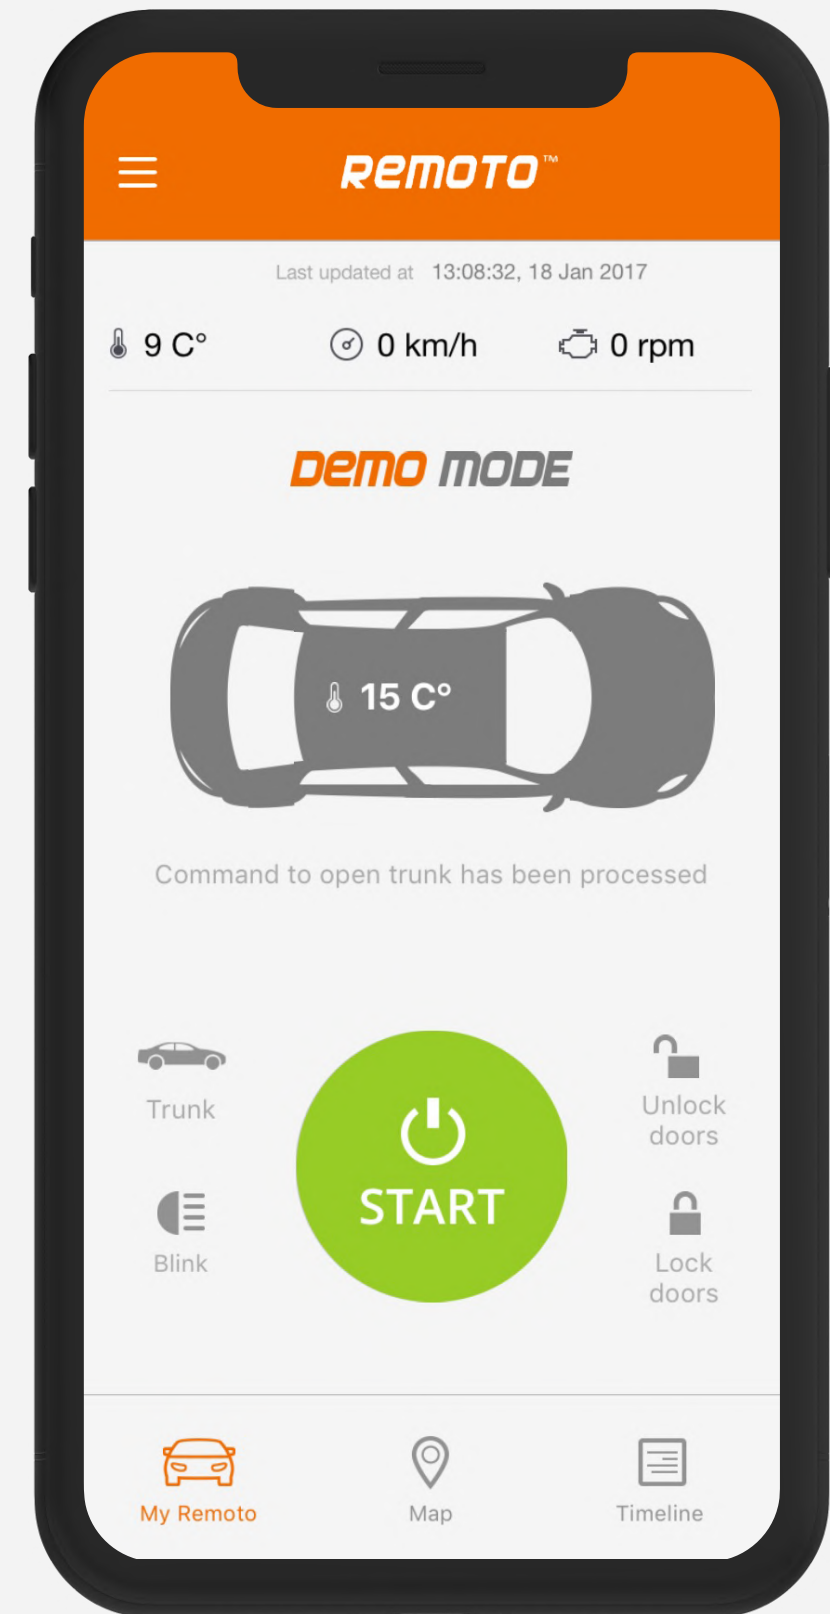 REMOTO™
Last updated at 13:08:32, 18 Jan 2017
9 C° 0 km/h 0 rpm
DEMO MODE
15 C°
Command to open trunk has been processed
Trunk
Unlock
doors
START
Blink
Lock
doors
My Remoto Map Timeline